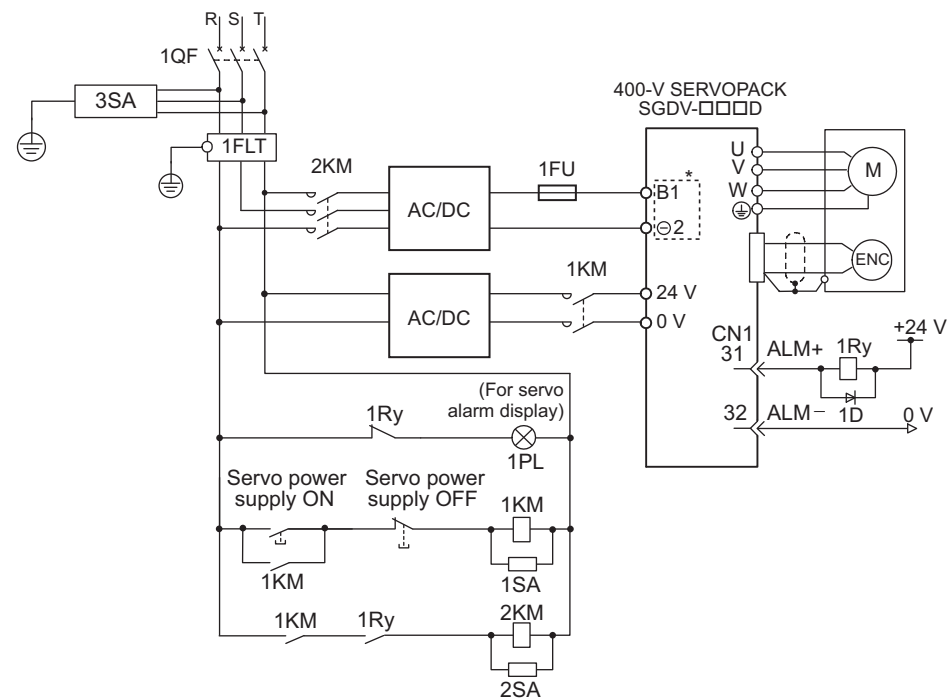 R S T
1QF
3SA
1FLT
2KM
AC/DC
1FU
400-V SERVOPACK
SGDV-□□□D
B1
*
⊖2
U
V
W
M
ENC
AC/DC
1KM
24 V
0 V
CN1
31
ALM+
1Ry
+24 V
1D
32
ALM−
0 V
(For servo
alarm display)
1Ry
1PL
Servo power
supply ON
Servo power
supply OFF
1KM
1KM
1SA
1KM
1Ry
2KM
2SA